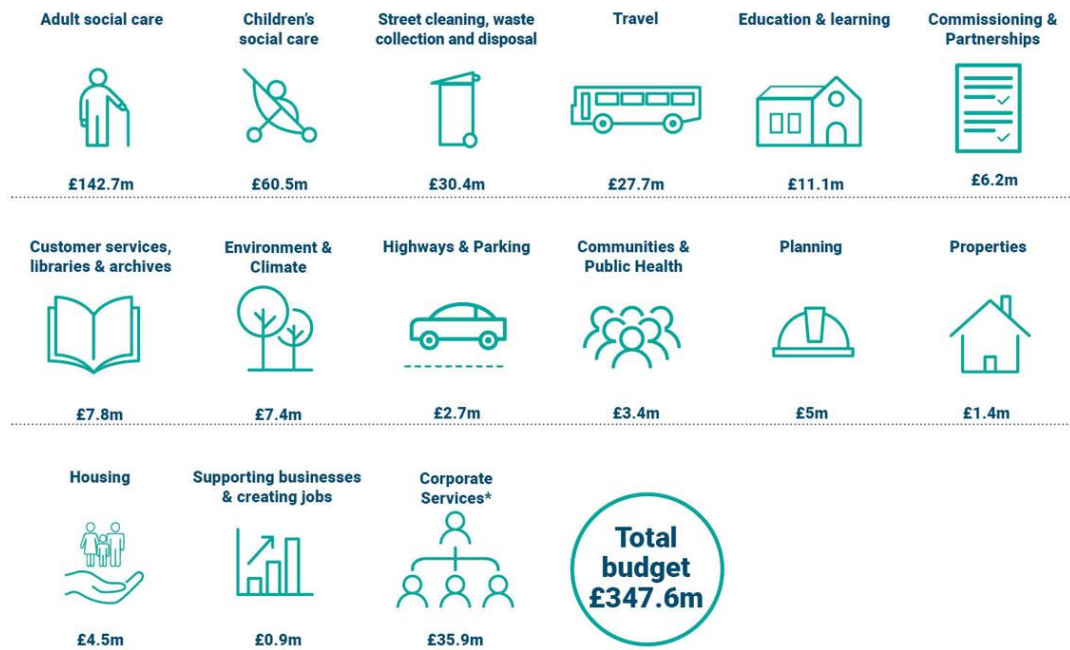 Adult social care
£142.7m
Children's
social care
£60.5m
Street cleaning, waste
collection and disposal
£30.4m
Travel
£27.7m
Education & learning
£11.1m
Commissioning &
Partnerships
£6.2m
Customer services,
libraries & archives
£7.8m
Environment &
Climate
£7.4m
Highways & Parking
£2.7m
Communities &
Public Health
£3.4m
Planning
£5m
Properties
£1.4m
Housing
£4.5m
Supporting businesses
& creating jobs
£0.9m
Corporate
Services*
£35.9m
Total
budget
£347.6m